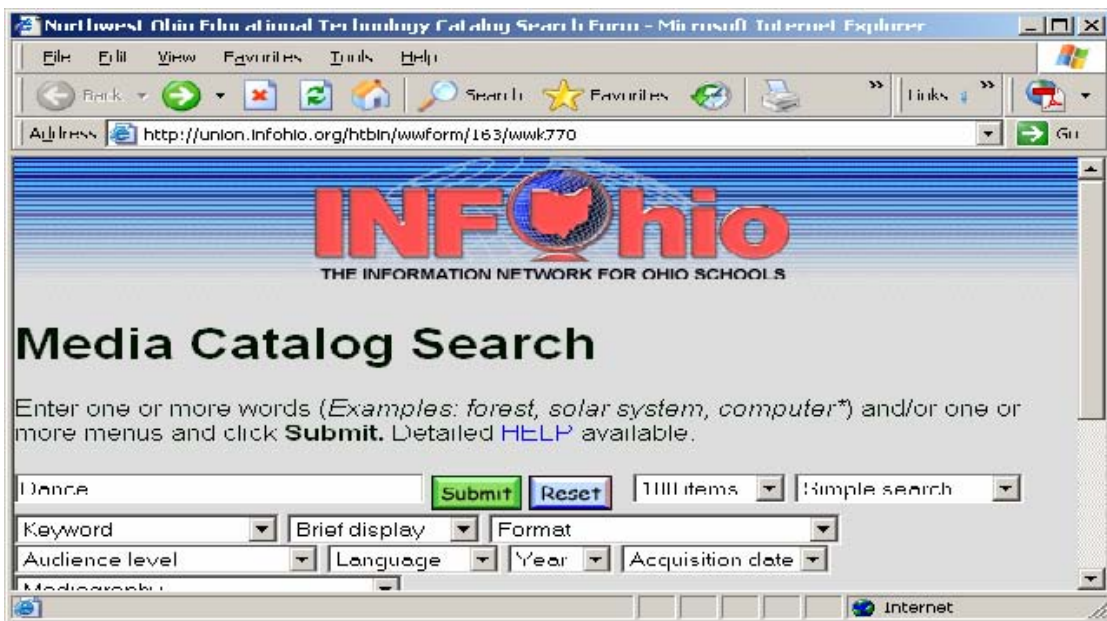 Northwest Ohio Educational Technology Catalog Search Form - Microsoft Internet Explorer
File Edit View Favorites Tools Help
Back Search Favorites » Links »
Address http://union.infohio.org/htbin/wwform/163/wwk770 Go
INFOhio
THE INFORMATION NETWORK FOR OHIO SCHOOLS
Media Catalog Search
Enter one or more words (Examples: forest, solar system, computer*) and/or one or
more menus and click Submit. Detailed HELP available.
Dance Submit Reset 100 items Simple search
Keyword Brief display Format
Audience level Language Year Acquisition date
Mediography
Internet